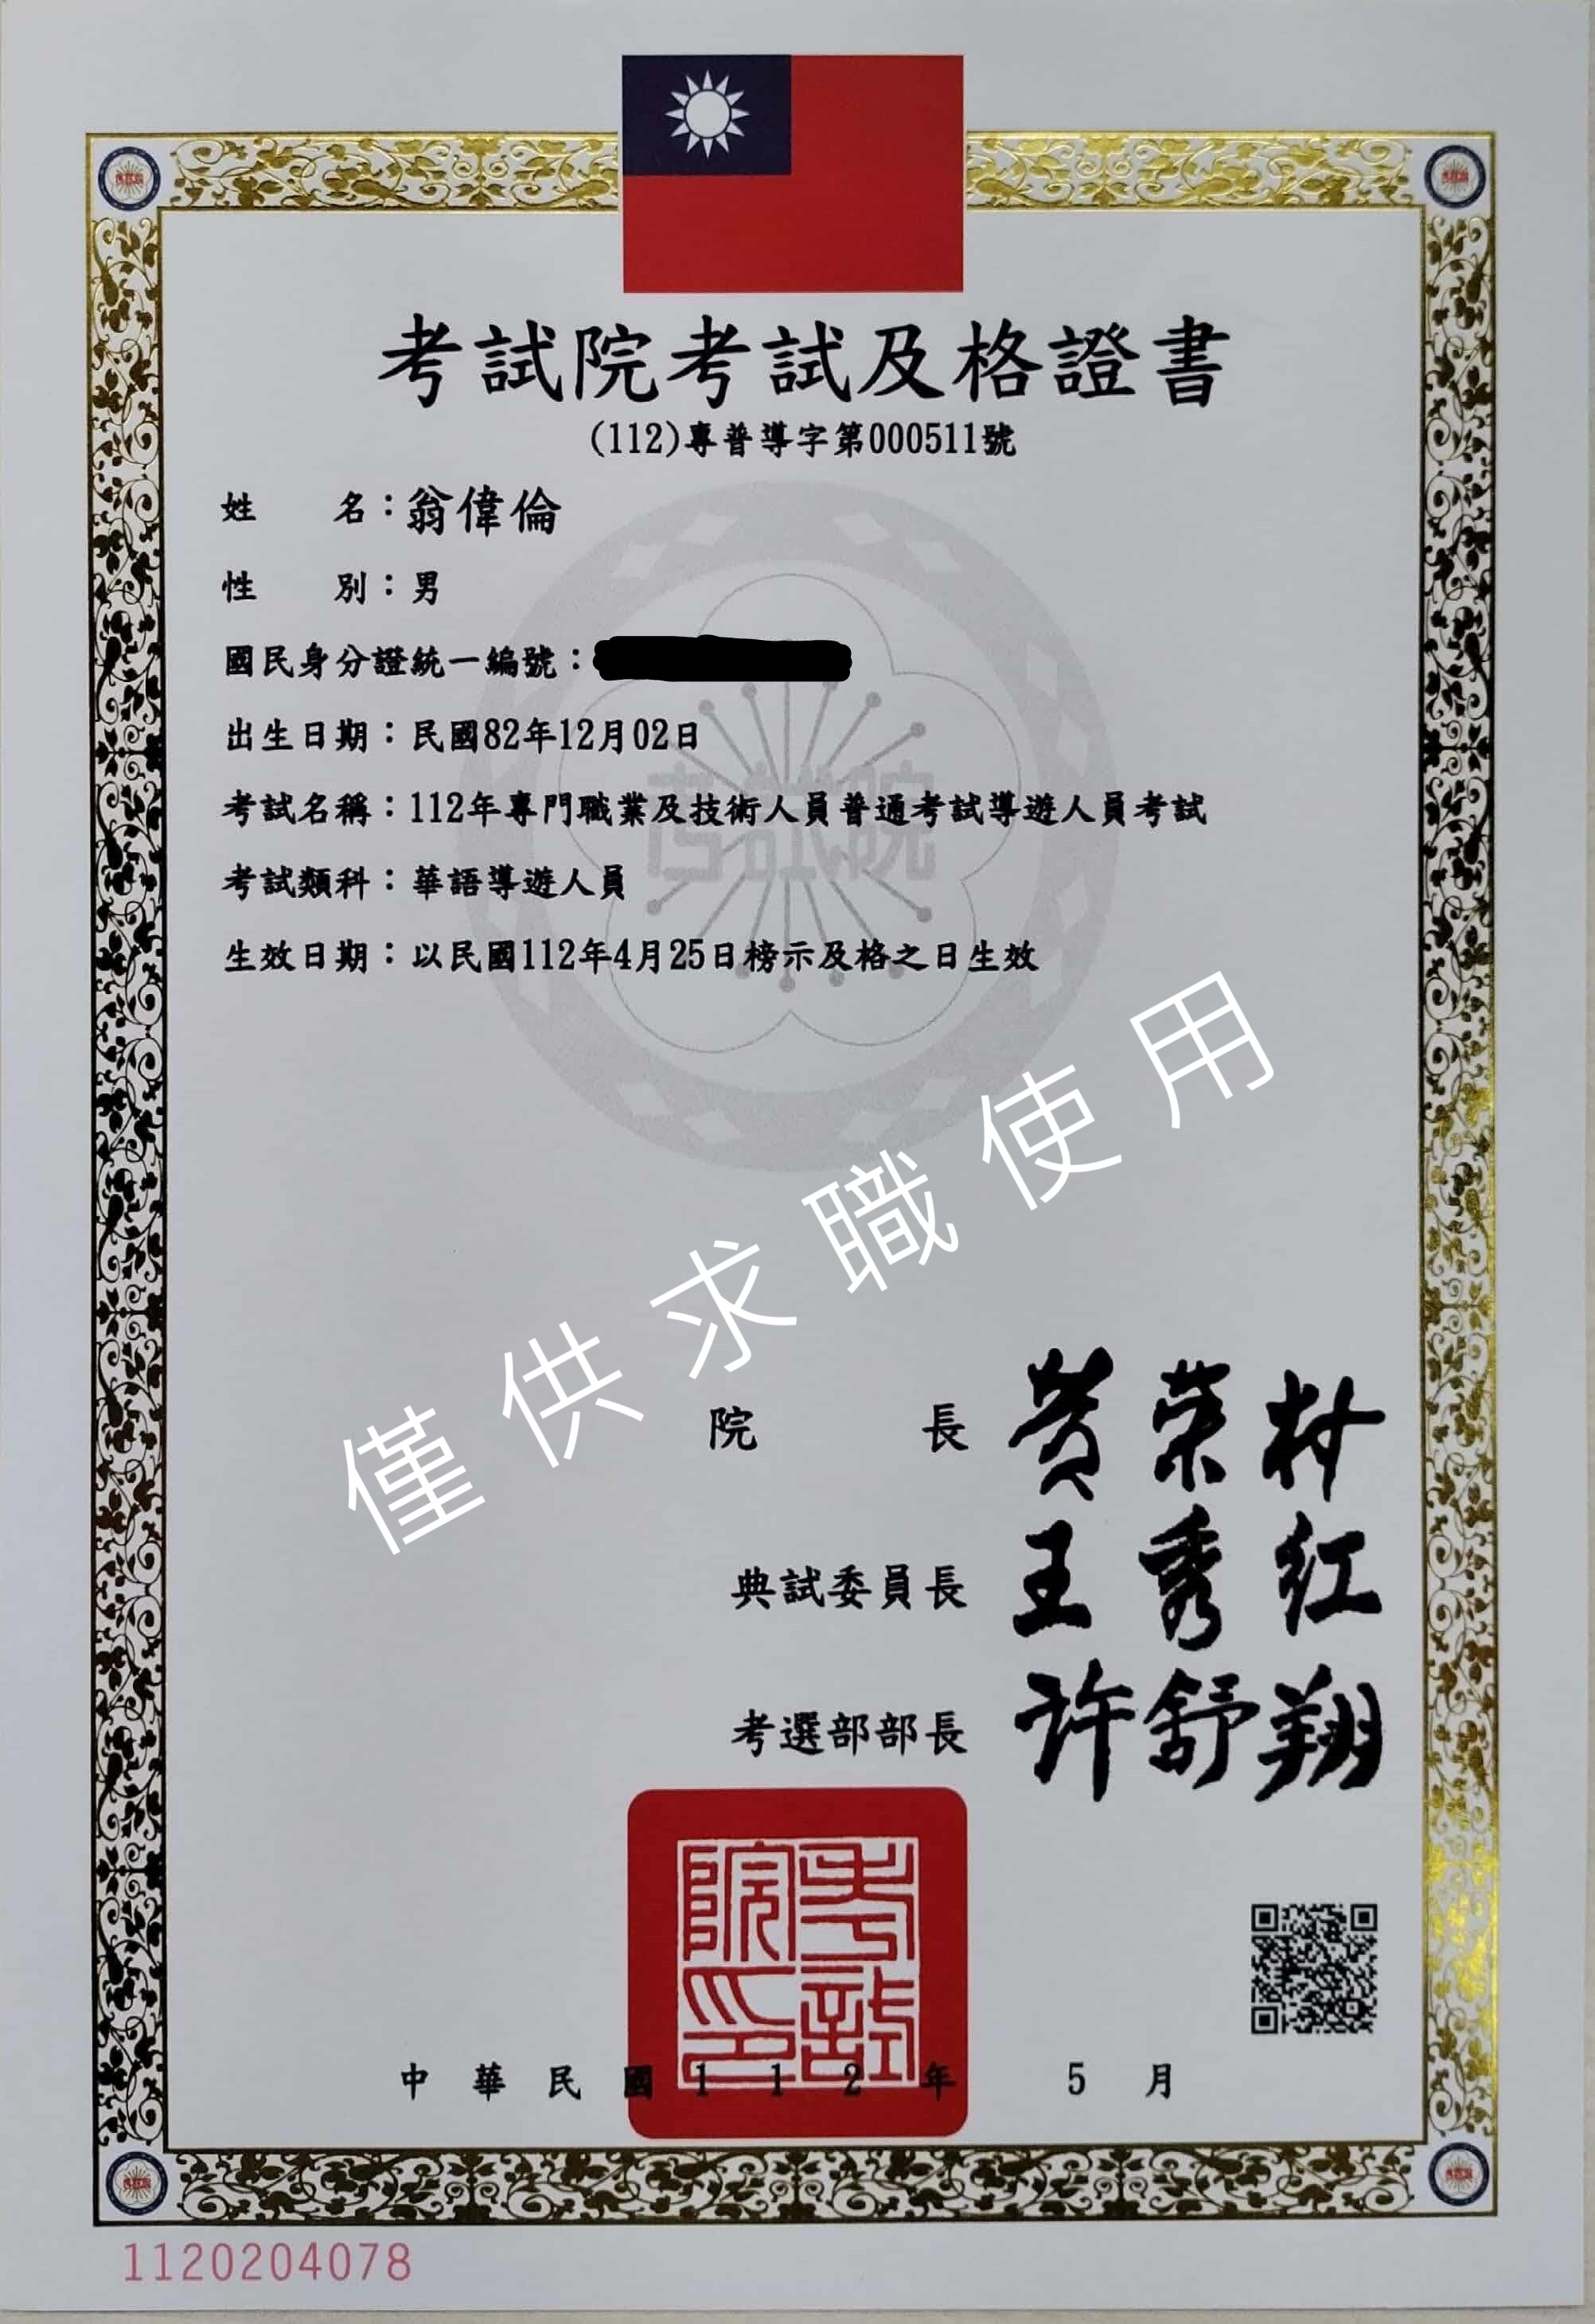 考試院考試及格證書
(112)專普導字第000511號
姓 名：翁偉倫
性 別：男
國民身分證統一編號：
出生日期：民國82年12月02日
考試名稱：112年專門職業及技術人員普通考試導遊人員考試
考試類科：華語導遊人員
生效日期：以民國112年4月25日榜示及格之日生效
考試院
僅供求職使用
院 長 黃荣村
典試委員長 王秀红
考選部部長 许舒翔
考試院印
中華民國112年 5月
1120204078